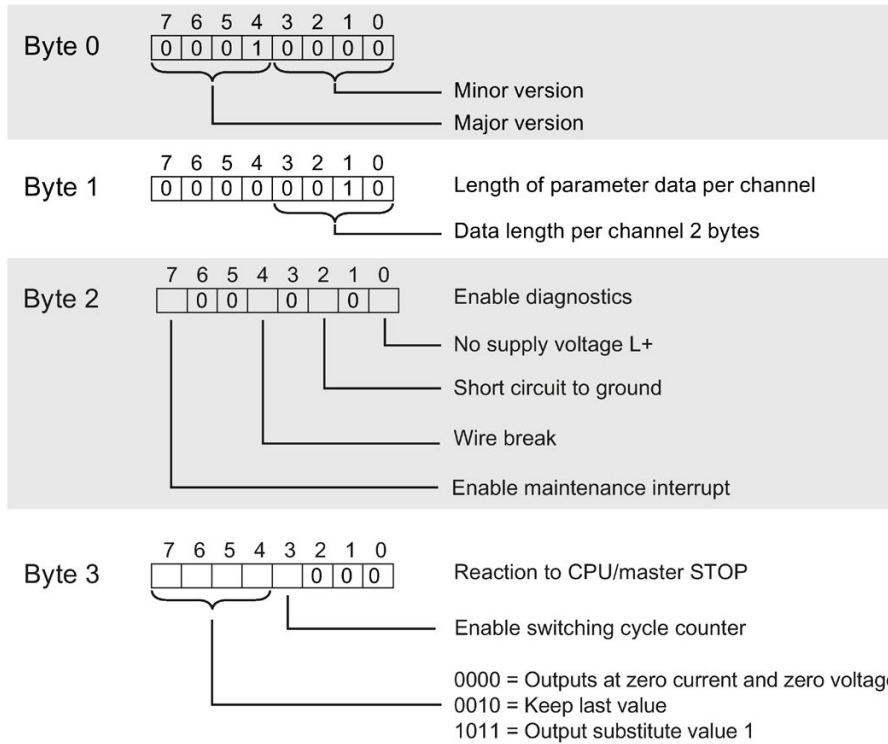 7 6 5 4 3 2 1 0
Byte 0
0 0 0 1 0 0 0 0
Minor version
Major version
7 6 5 4 3 2 1 0
Byte 1
0 0 0 0 0 0 1 0
Length of parameter data per channel
Data length per channel 2 bytes
7 6 5 4 3 2 1 0
Byte 2
0 0 0 0
Enable diagnostics
No supply voltage L+
Short circuit to ground
Wire break
Enable maintenance interrupt
7 6 5 4 3 2 1 0
Byte 3
0 0 0
Reaction to CPU/master STOP
Enable switching cycle counter
0000 = Outputs at zero current and zero voltage
0010 = Keep last value
1011 = Output substitute value 1